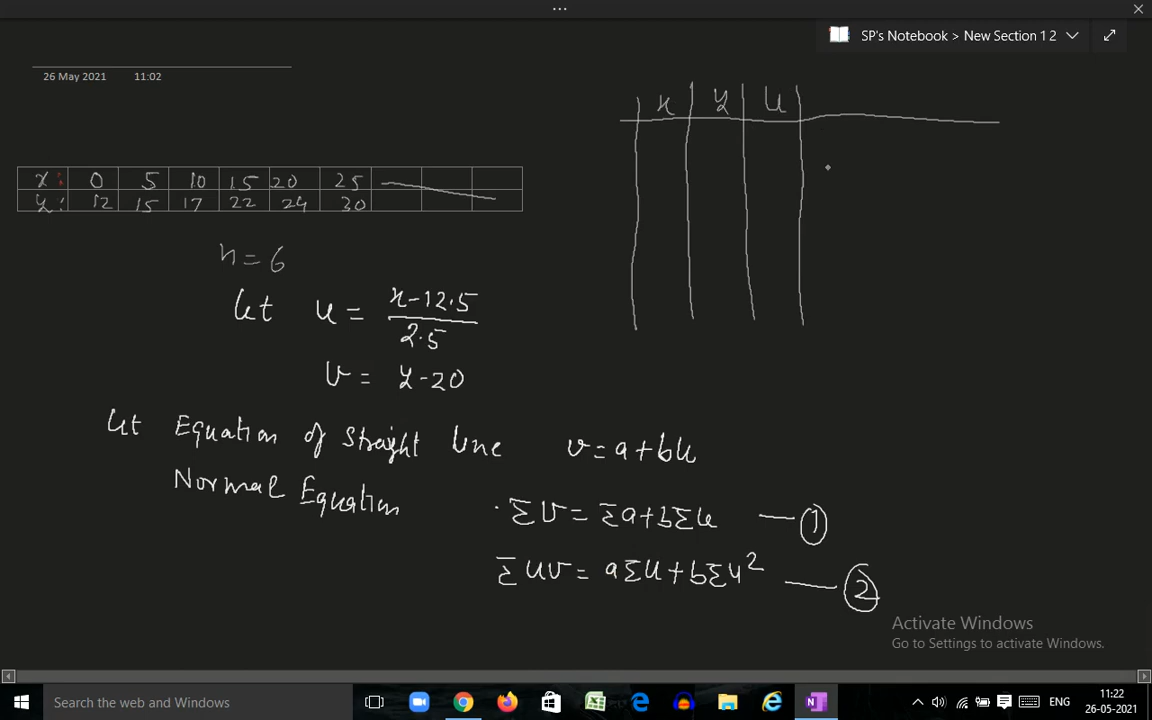 SP's Notebook > New Section 1 2
26 May 2021 11:02
x y u
x: 0 5 10 15 20 25
y: 12 15 17 22 24 30
n = 6
let u = x-12.5
2.5
v = y-20
let Equation of Straight line v = a+bu
Normal Equation
Σv = Σa+bΣu — ①
Σuv = aΣu+bΣu² — ②
Activate Windows
Go to Settings to activate Windows.
Search the web and Windows
ENG
11:22
26-05-2021